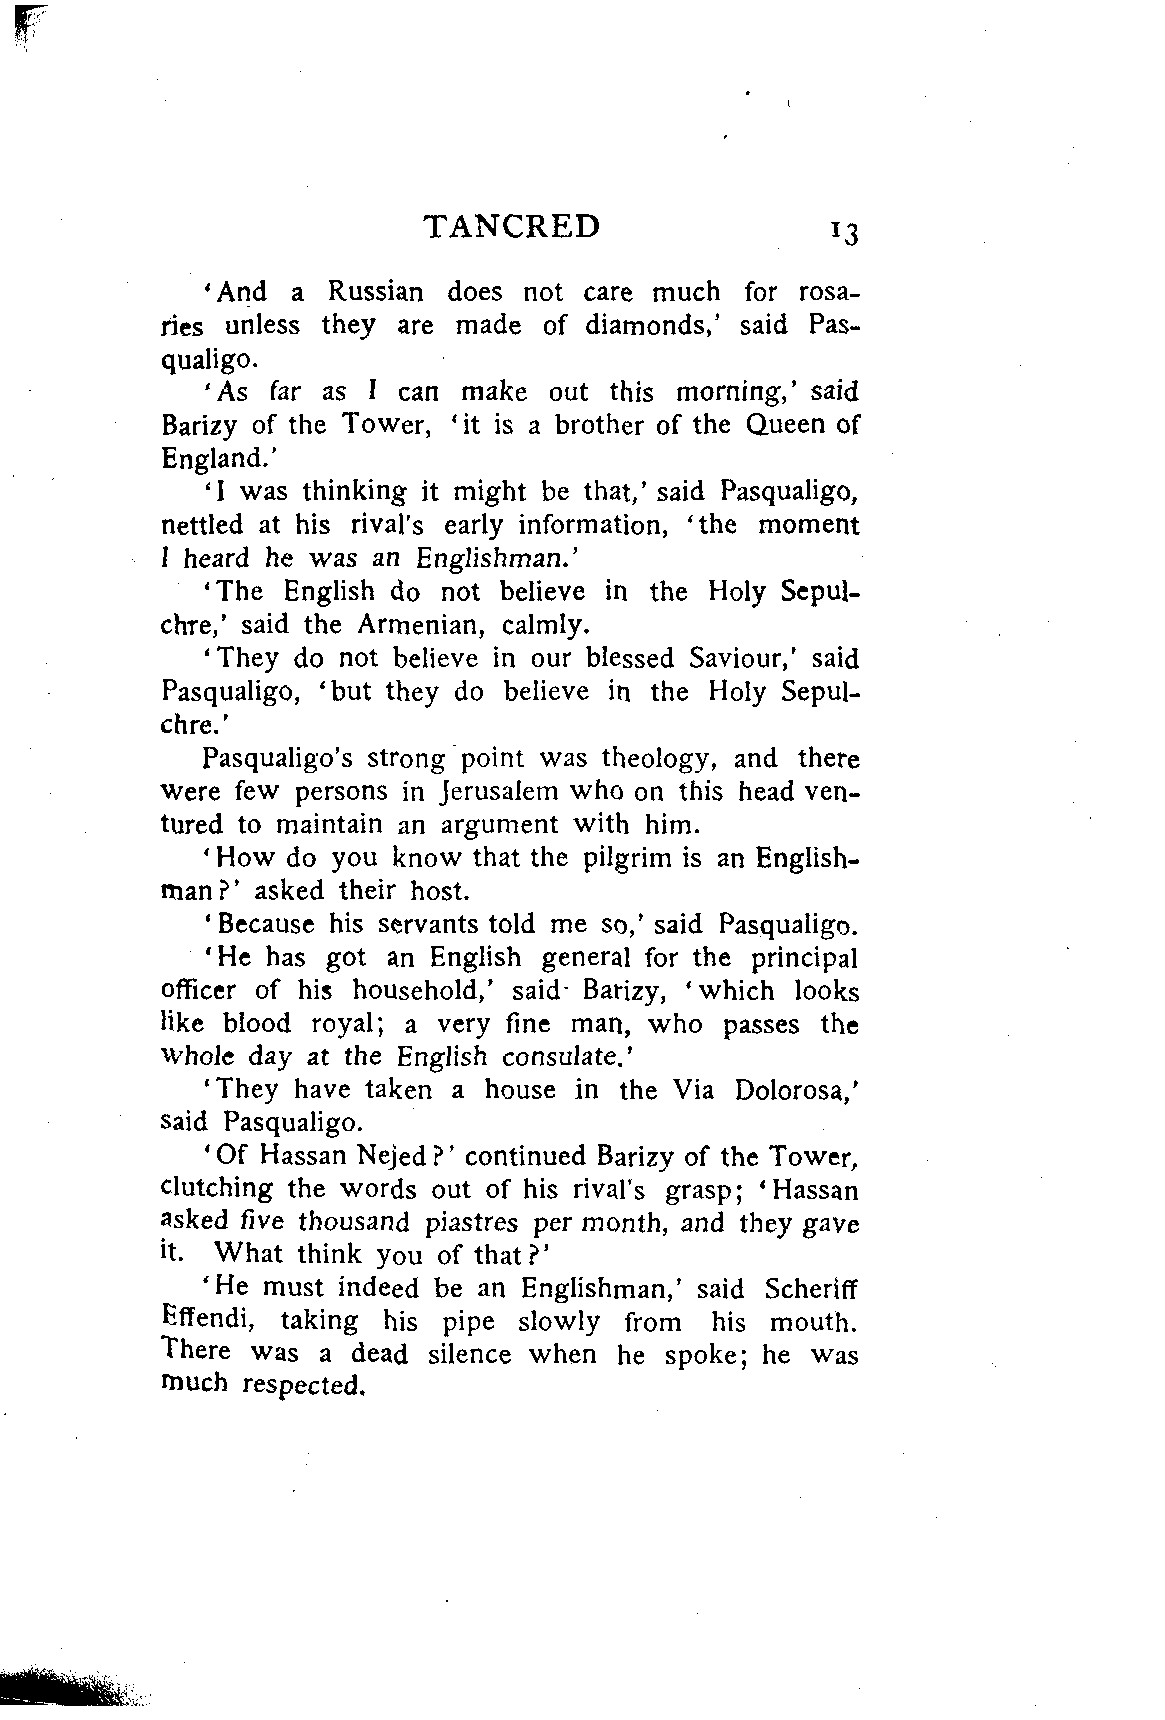 TANCRED 13
‘And a Russian does not care much for rosa-
ries unless they are made of diamonds,’ said Pas-
qualigo.
‘As far as I can make out this morning,’ said
Barizy of the Tower, ‘it is a brother of the Queen of
England.’
‘I was thinking it might be that,’ said Pasqualigo,
nettled at his rival's early information, ‘the moment
I heard he was an Englishman.’
‘The English do not believe in the Holy Sepul-
chre,’ said the Armenian, calmly.
‘They do not believe in our blessed Saviour,’ said
Pasqualigo, ‘but they do believe in the Holy Sepul-
chre.’
Pasqualigo's strong point was theology, and there
were few persons in Jerusalem who on this head ven-
tured to maintain an argument with him.
‘How do you know that the pilgrim is an English-
man?’ asked their host.
‘Because his servants told me so,’ said Pasqualigo.
‘He has got an English general for the principal
officer of his household,’ said Barizy, ‘which looks
like blood royal; a very fine man, who passes the
whole day at the English consulate.’
‘They have taken a house in the Via Dolorosa,’
said Pasqualigo.
‘Of Hassan Nejed?’ continued Barizy of the Tower,
clutching the words out of his rival's grasp; ‘Hassan
asked five thousand piastres per month, and they gave
it. What think you of that?’
‘He must indeed be an Englishman,’ said Scheriff
Effendi, taking his pipe slowly from his mouth.
There was a dead silence when he spoke; he was
much respected.